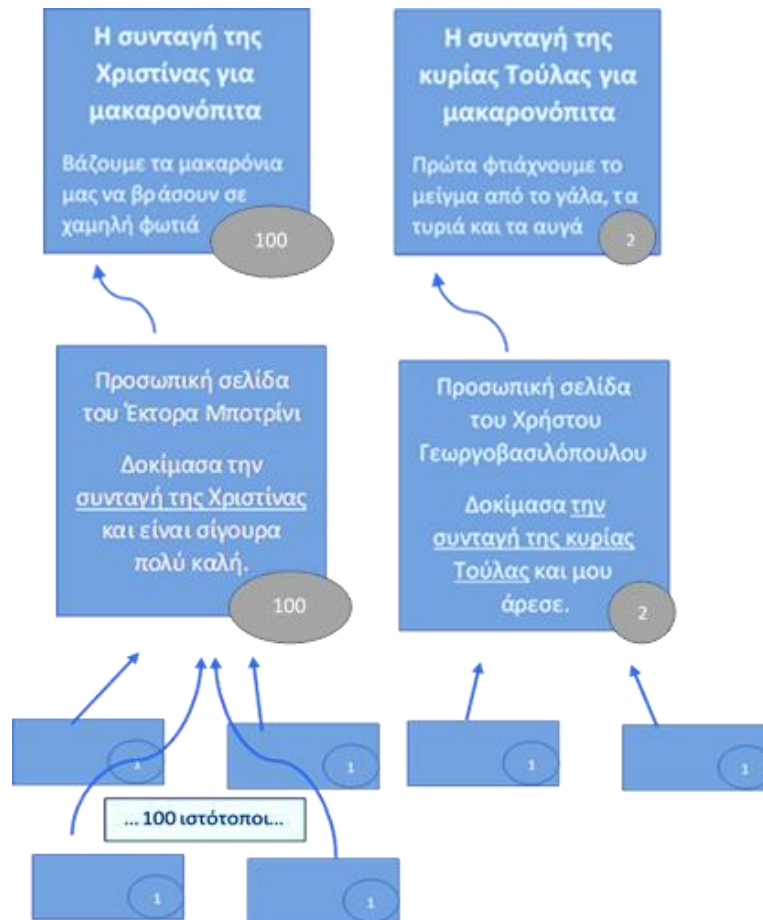 Η συνταγή της
Χριστίνας για
μακαρονόπιτα
Βάζουμε τα μακαρόνια
μας να βράσουν σε
χαμηλή φωτιά
100
Η συνταγή της
κυρίας Τούλας για
μακαρονόπιτα
Πρώτα φτιάχνουμε το
μείγμα από το γάλα, τα
τυριά και τα αυγά
2
Προσωπική σελίδα
του Έκτορα Μποτρίνι
Δοκίμασα την
συνταγή της Χριστίνας
και είναι σίγουρα
πολύ καλή.
100
Προσωπική σελίδα
του Χρήστου
Γεωργοβασιλόπουλου
Δοκίμασα την
συνταγή της κυρίας
Τούλας και μου
άρεσε.
2
1
1
1
1
... 100 ιστότοποι...
1
1